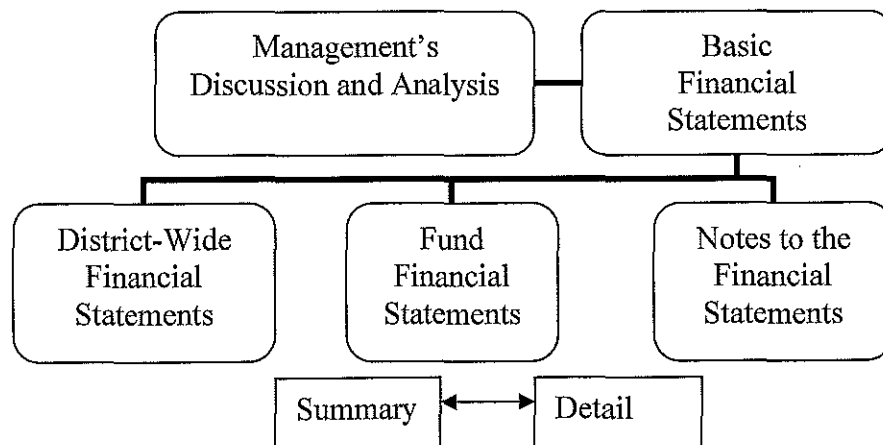 Management's
Discussion and Analysis
Basic
Financial
Statements
District-Wide
Financial
Statements
Fund
Financial
Statements
Notes to the
Financial
Statements
Summary
Detail